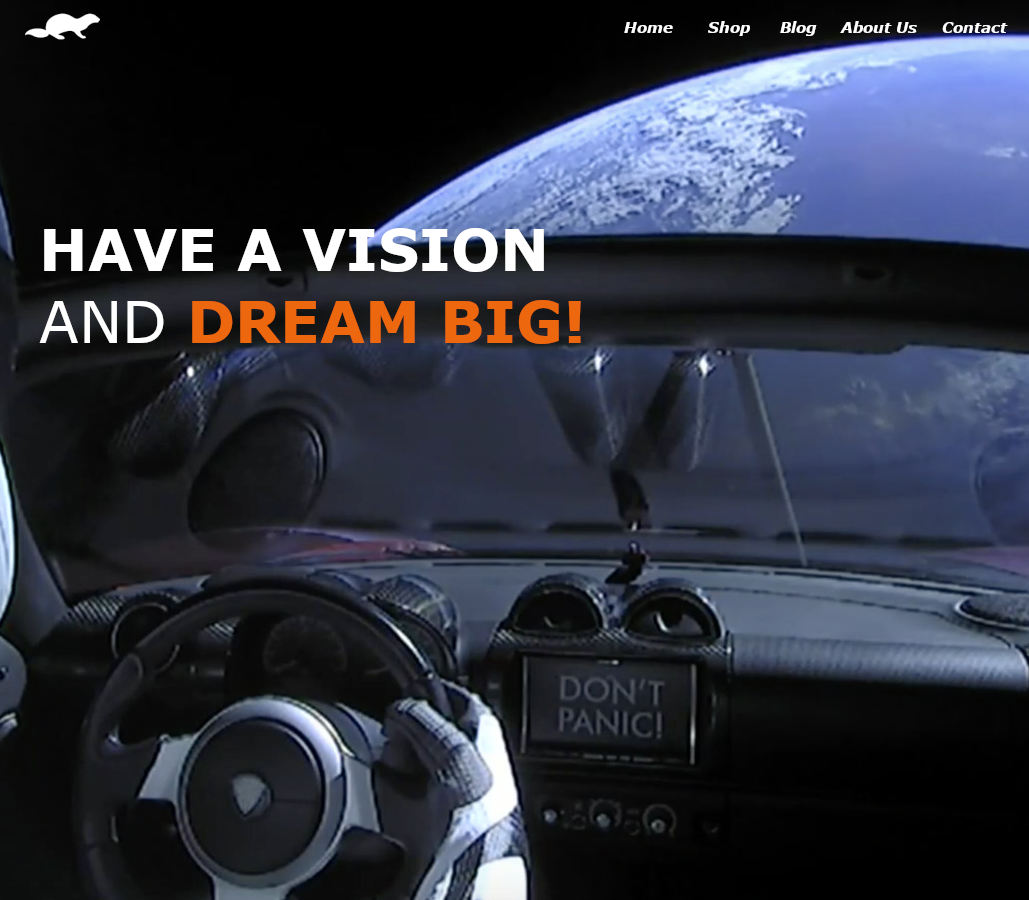 Home Shop Blog About Us Contact
HAVE A VISION
AND DREAM BIG!
DON'T
PANIC!